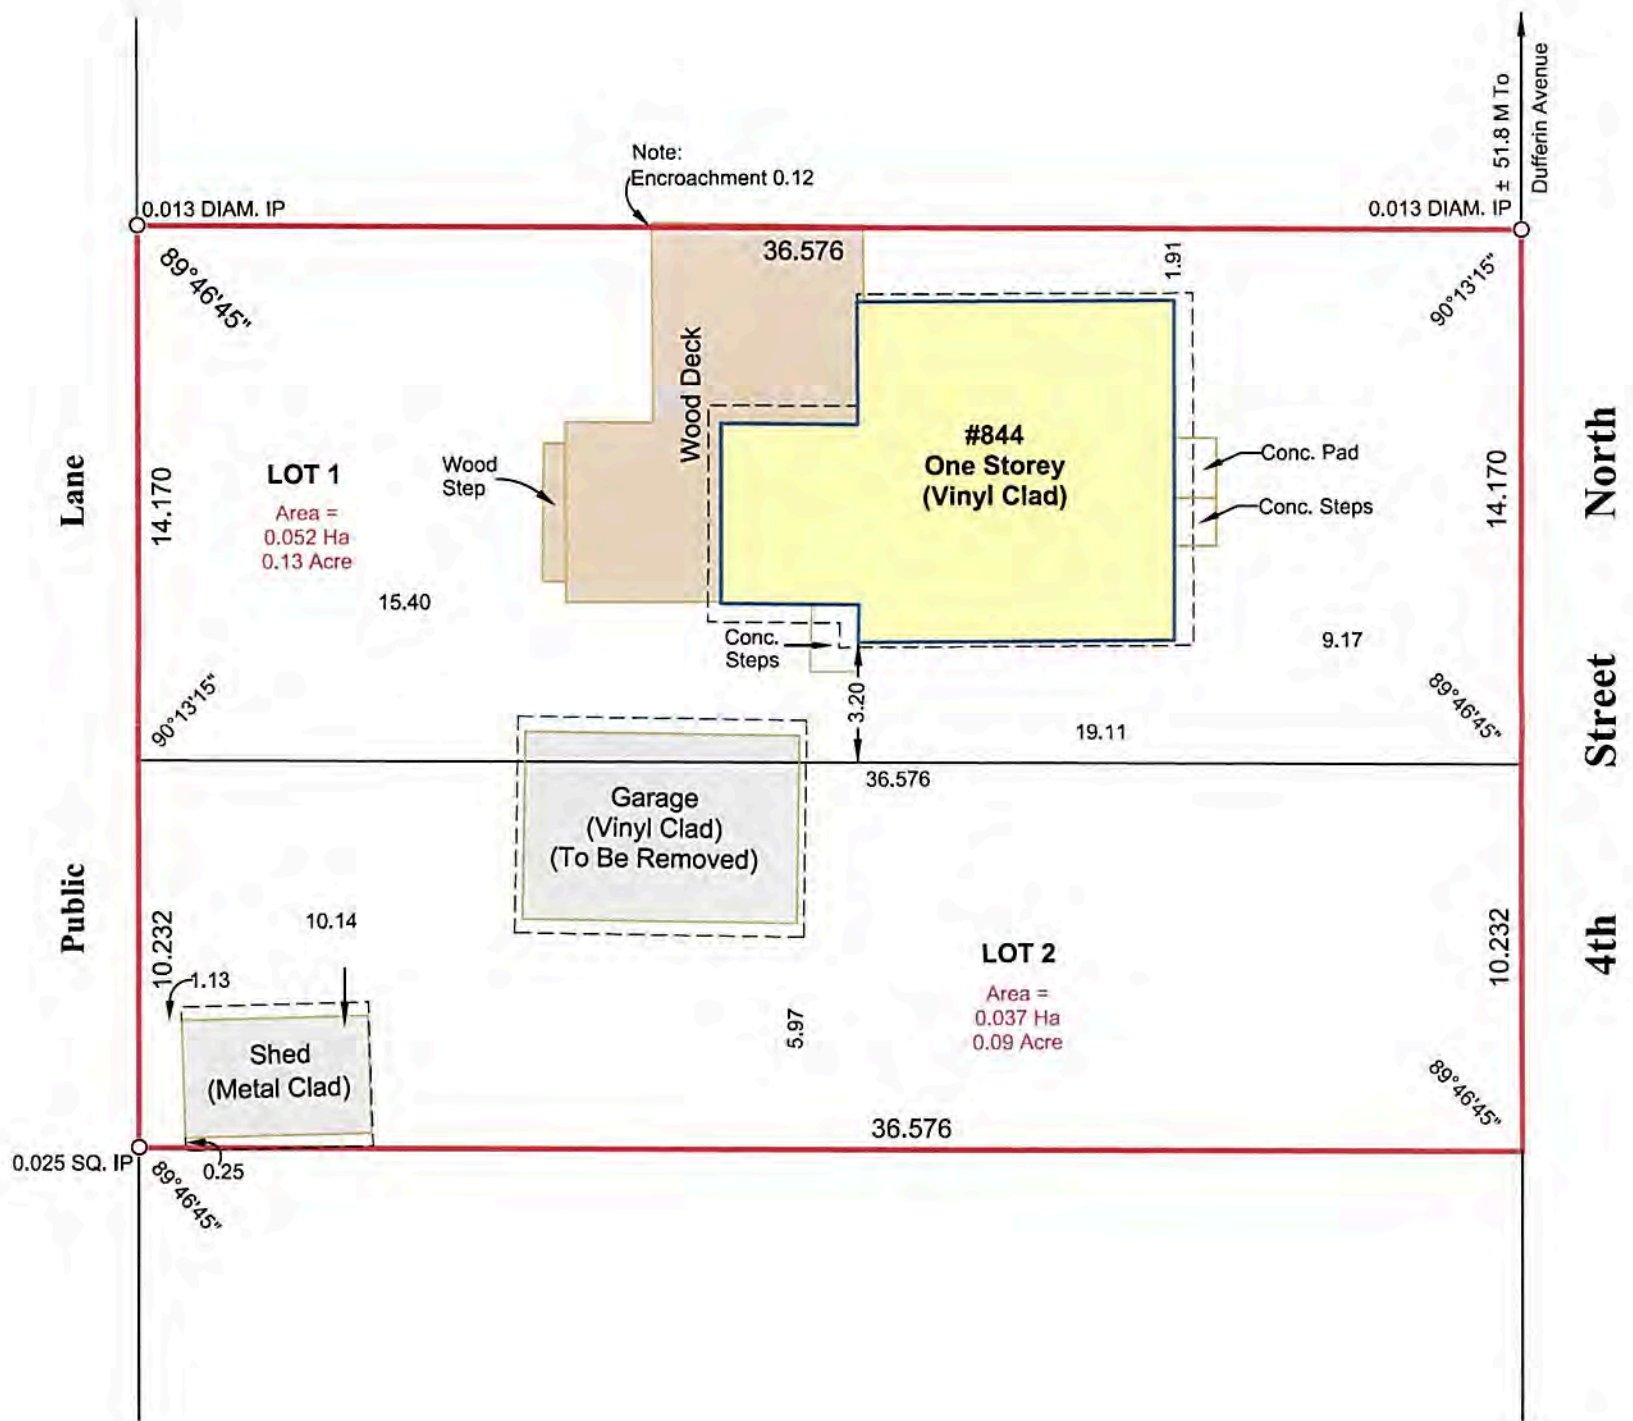 ± 51.8 M To
Dufferin Avenue
Note:
Encroachment 0.12
0.013 DIAM. IP
0.013 DIAM. IP
36.576
1.91
89°46'45"
90°13'15"
Wood Deck
#844
One Storey
(Vinyl Clad)
Conc. Pad
Conc. Steps
Wood
Step
LOT 1
Area =
0.052 Ha
0.13 Acre
Lane
14.170
14.170
North
15.40
Conc.
Steps
9.17
90°13'15"
3.20
19.11
89°46'45"
Street
36.576
Garage
(Vinyl Clad)
(To Be Removed)
Public
10.232
10.14
1.13
LOT 2
Area =
0.037 Ha
0.09 Acre
10.232
4th
5.97
Shed
(Metal Clad)
89°46'45"
36.576
0.025 SQ. IP
0.25
89°46'45"